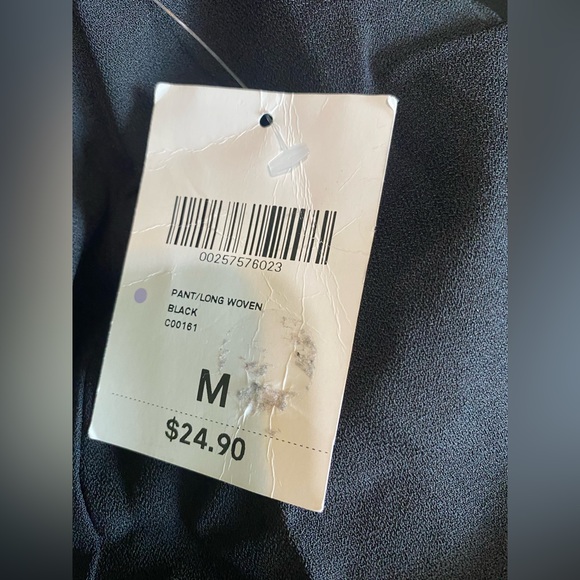 00257576023
PANT/LONG WOVEN
BLACK
C00161
M
$24.90